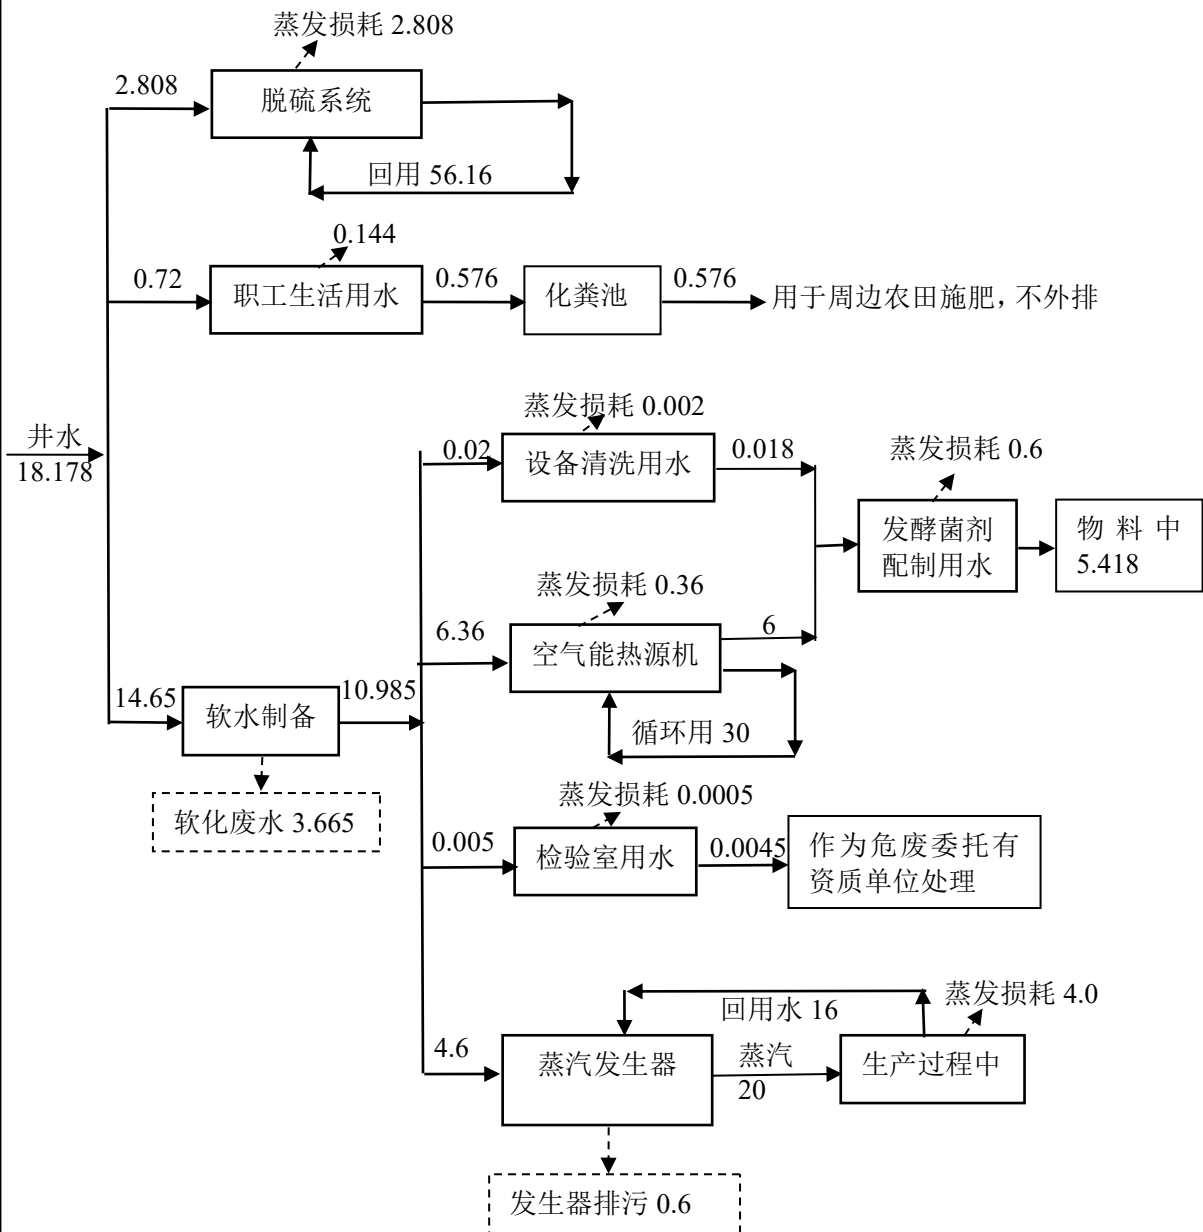 蒸发损耗 2.808
2.808
脱硫系统
回用 56.16
0.144
0.72
职工生活用水
0.576
化粪池
0.576
用于周边农田施肥，不外排
井水
18.178
蒸发损耗 0.002
0.02
设备清洗用水
0.018
蒸发损耗 0.6
发酵菌剂
配制用水
物料中
5.418
蒸发损耗 0.36
6.36
空气能热源机
6
循环用 30
14.65
软水制备
10.985
软化废水 3.665
蒸发损耗 0.0005
0.005
检验室用水
0.0045
作为危废委托有
资质单位处理
回用水 16
蒸发损耗 4.0
4.6
蒸汽发生器
蒸汽
20
生产过程中
发生器排污 0.6